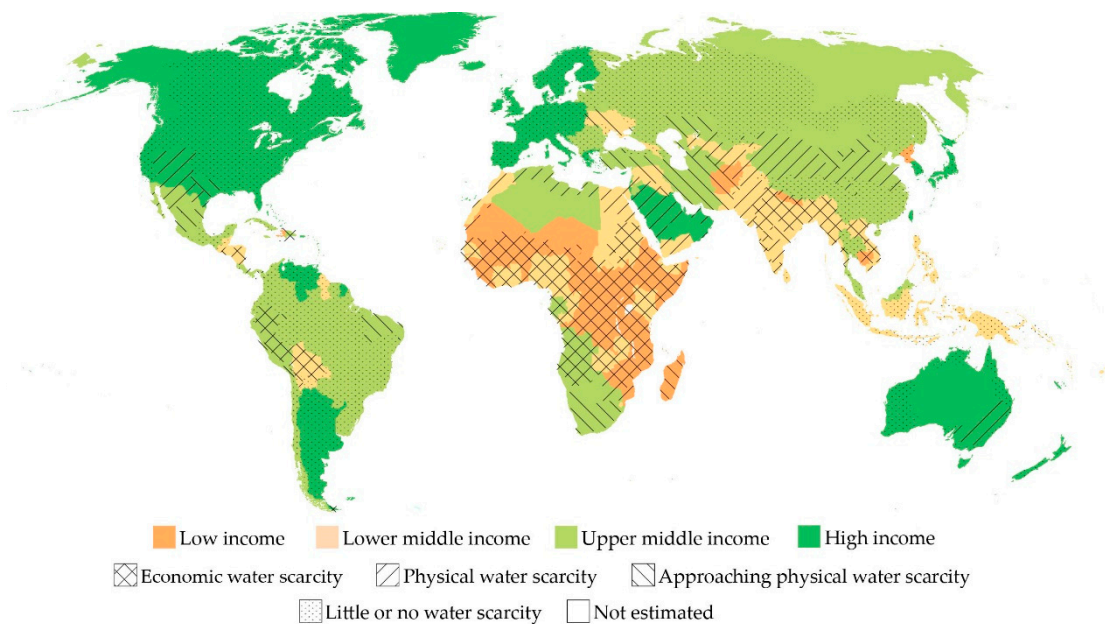 Low income Lower middle income Upper middle income High income
Economic water scarcity Physical water scarcity Approaching physical water scarcity
Little or no water scarcity Not estimated